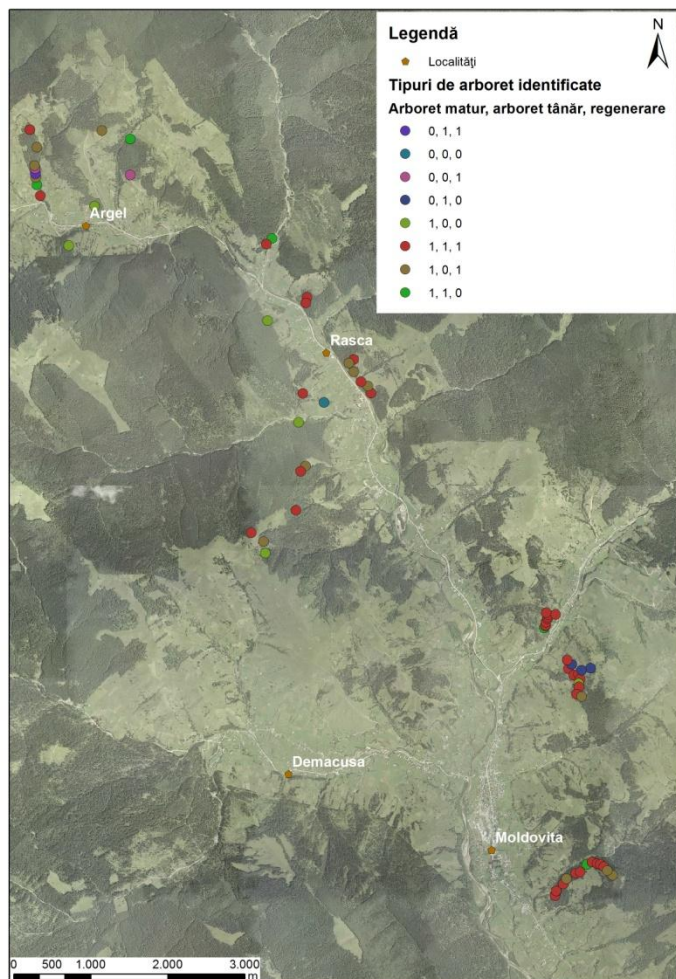 Legendă
N
Localităţi
Tipuri de arboret identificate
Arboret matur, arboret tânăr, regenerare
0, 1, 1
0, 0, 0
0, 0, 1
0, 1, 0
1, 0, 0
1, 1, 1
1, 0, 1
1, 1, 0
Argel
Rasca
Demacusa
Moldovita
0 500 1.000 2.000 3.000
m